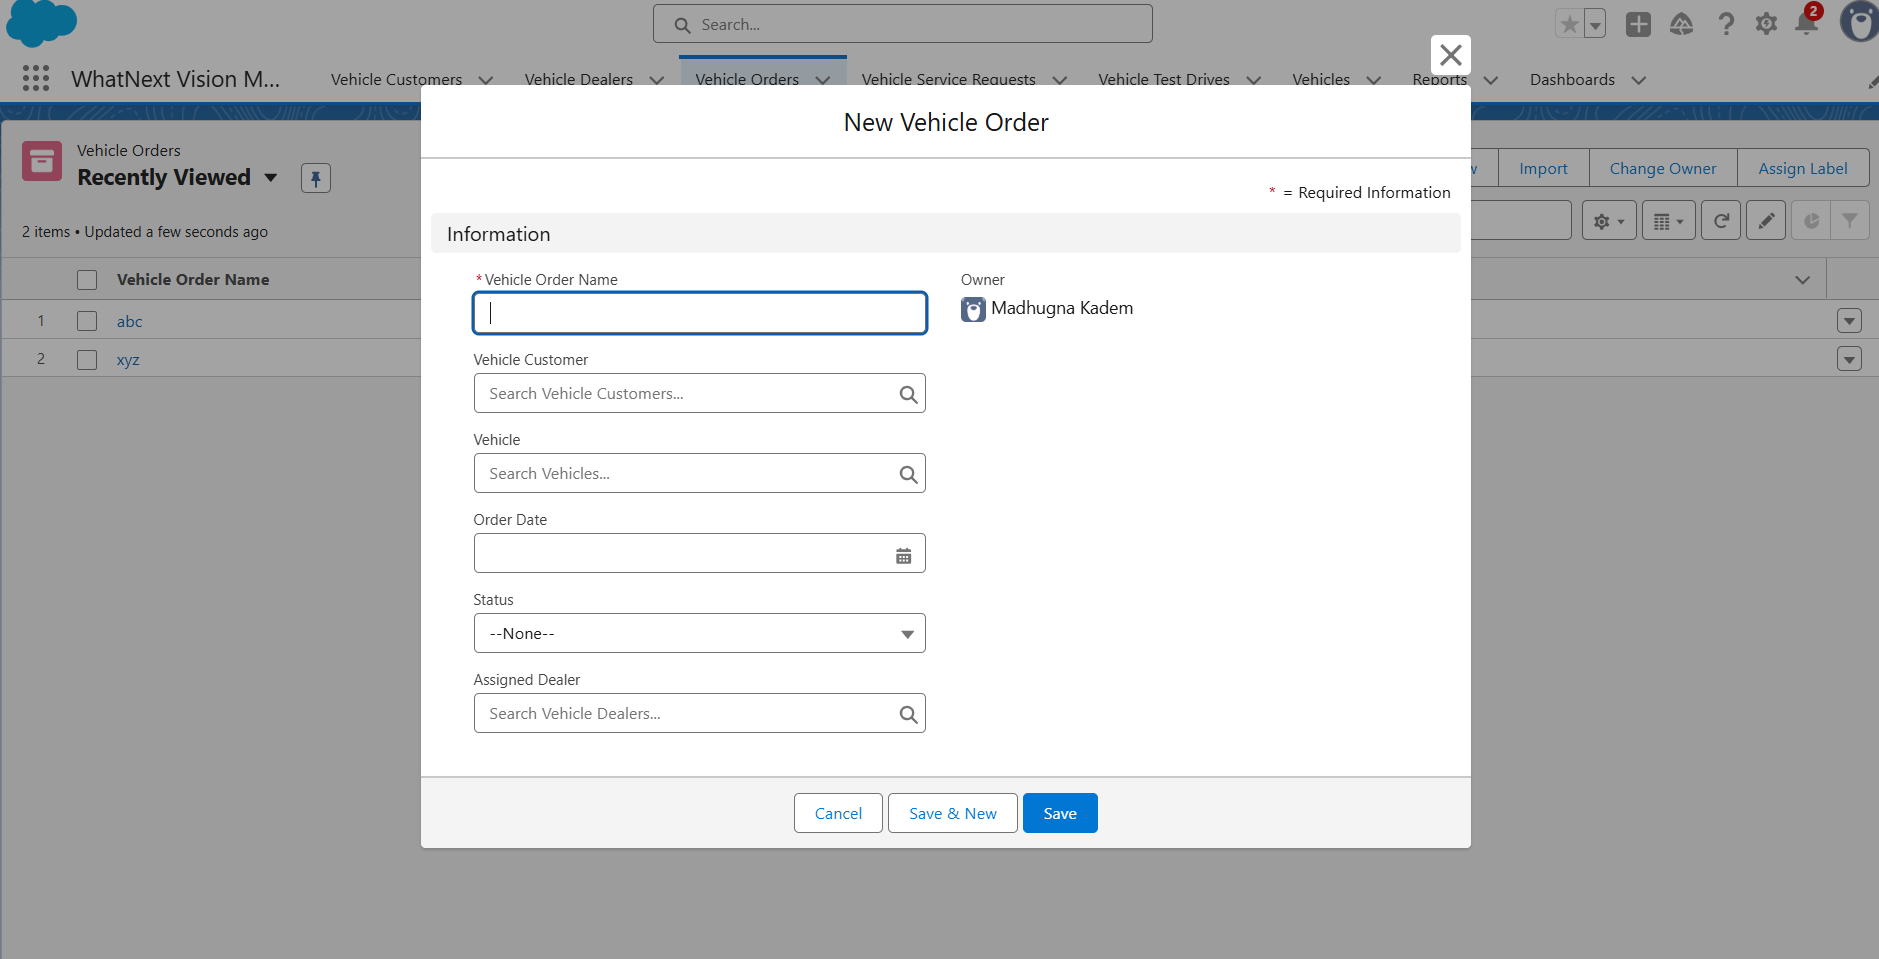 Search...
2
WhatNext Vision M...
Vehicle Customers
Vehicle Dealers
Vehicle Orders
Vehicle Service Requests
Vehicle Test Drives
Vehicles
Reports
Dashboards
New Vehicle Order
Vehicle Orders
Recently Viewed
Import
Change Owner
Assign Label
* = Required Information
2 items • Updated a few seconds ago
Information
Vehicle Order Name
1 abc
2 xyz
*Vehicle Order Name
Owner
Madhugna Kadem
Vehicle Customer
Search Vehicle Customers...
Vehicle
Search Vehicles...
Order Date
Status
--None--
Assigned Dealer
Search Vehicle Dealers...
Cancel
Save & New
Save